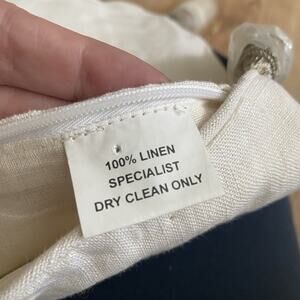 100% LINEN
SPECIALIST
DRY CLEAN ONLY